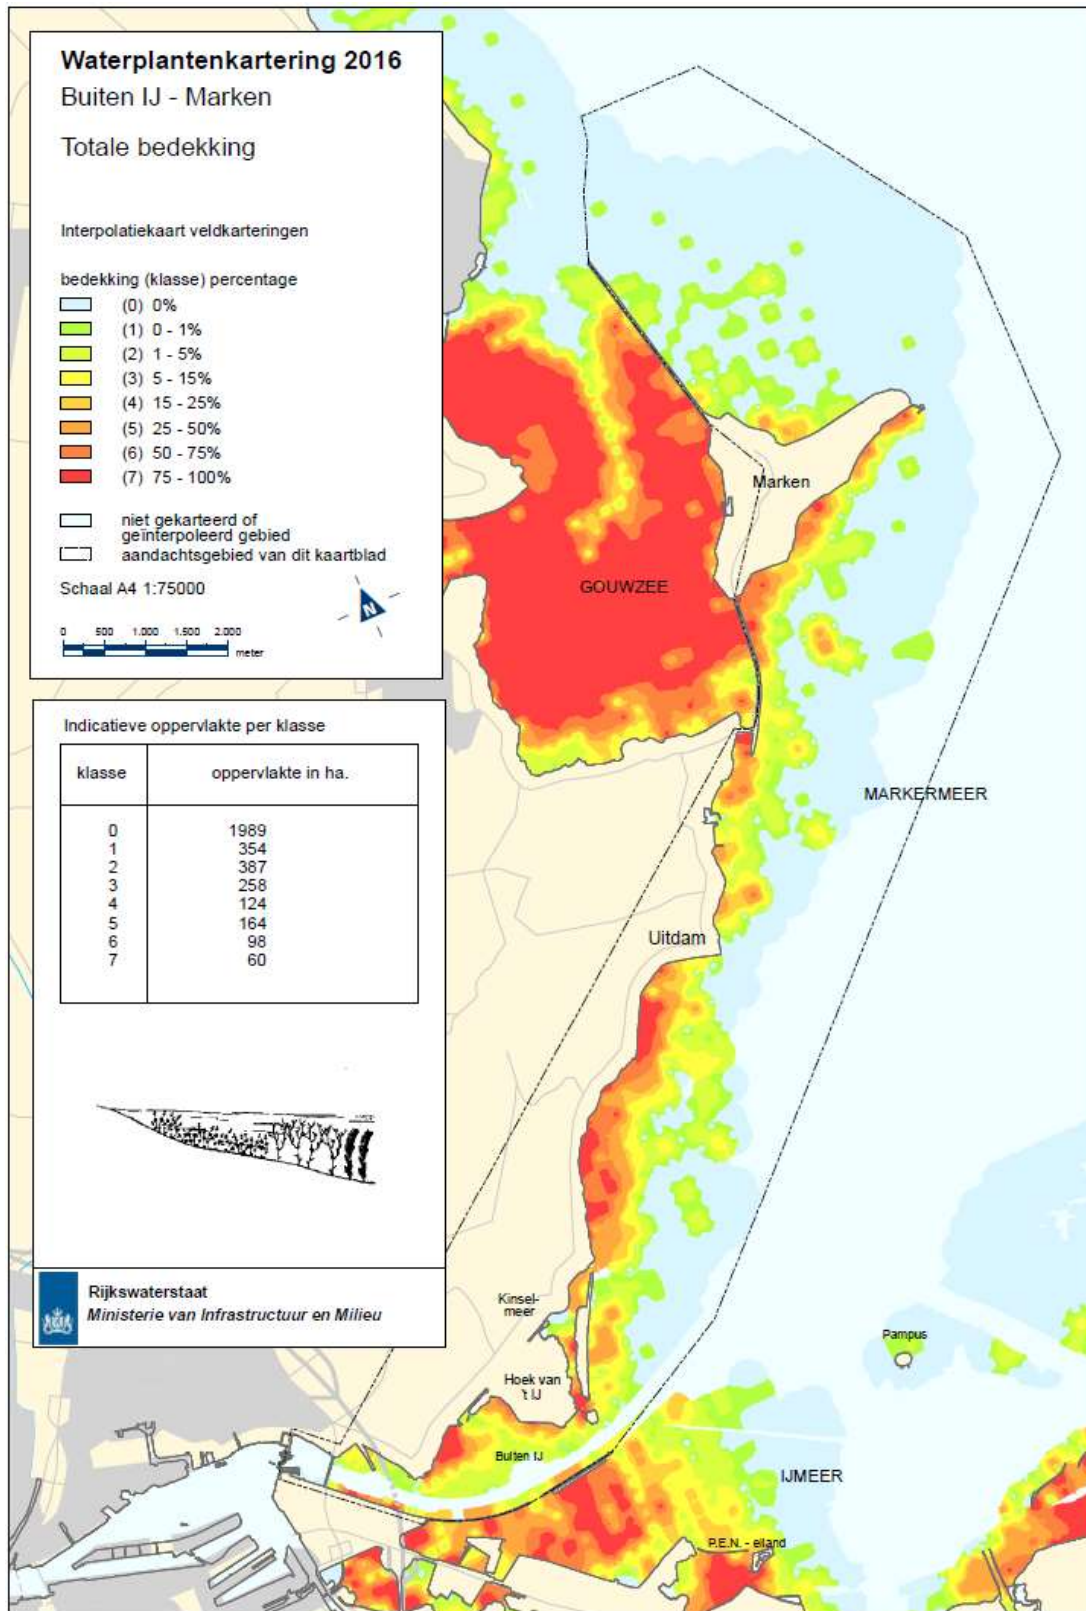 Waterplantenkartering 2016
Buiten IJ - Marken
Totale bedekking
Interpolatiekaart veldkarteringen
bedekking (klasse) percentage
(0) 0%
(1) 0 - 1%
(2) 1 - 5%
(3) 5 - 15%
(4) 15 - 25%
(5) 25 - 50%
(6) 50 - 75%
(7) 75 - 100%
niet gekarteerd of
geïnterpoleerd gebied
aandachtsgebied van dit kaartblad
Schaal A4 1:75000
N
0 500 1.000 1.500 2.000
meter
Indicatieve oppervlakte per klasse
klasse oppervlakte in ha.
0 1989
1 354
2 387
3 258
4 124
5 164
6 98
7 60
Rijkswaterstaat
Ministerie van Infrastructuur en Milieu
Marken
GOUWZEE
MARKERMEER
Uitdam
Kinsel-
meer
Pampus
Hoek van
't IJ
Buiten IJ
IJMEER
P.E.N. - eiland